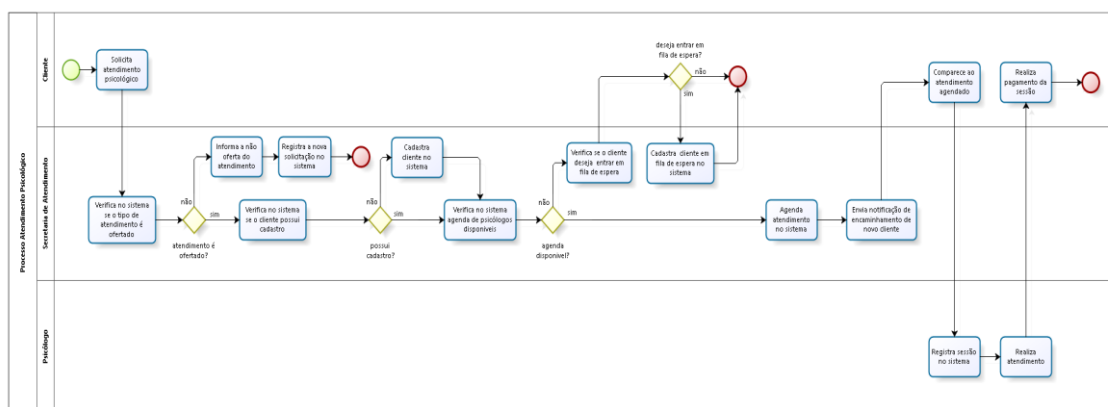 Processo Atendimento Psicológico
Cliente
Solicita
atendimento
psicológico
deseja entrar em
fila de espera?
não
sim
Comparece ao
atendimento
agendado
Realiza
pagamento da
sessão
Secretaria de Atendimento
Verifica no sistema
se o tipo de
atendimento é
ofertado
não
sim
atendimento é
ofertado?
Informa a não
oferta do
atendimento
Registra a nova
solicitação no
sistema
Verifica no sistema
se o cliente possui
cadastro
não
sim
possui
cadastro?
Cadastra
cliente no
sistema
Verifica no sistema
agenda de psicólogos
disponíveis
não
sim
agenda
disponível?
Verifica se o cliente
deseja entrar em
fila de espera
Cadastra cliente em
fila de espera no
sistema
Agenda
atendimento
no sistema
Envia notificação de
encaminhamento de
novo cliente
Psicólogo
Registra sessão
no sistema
Realiza
atendimento